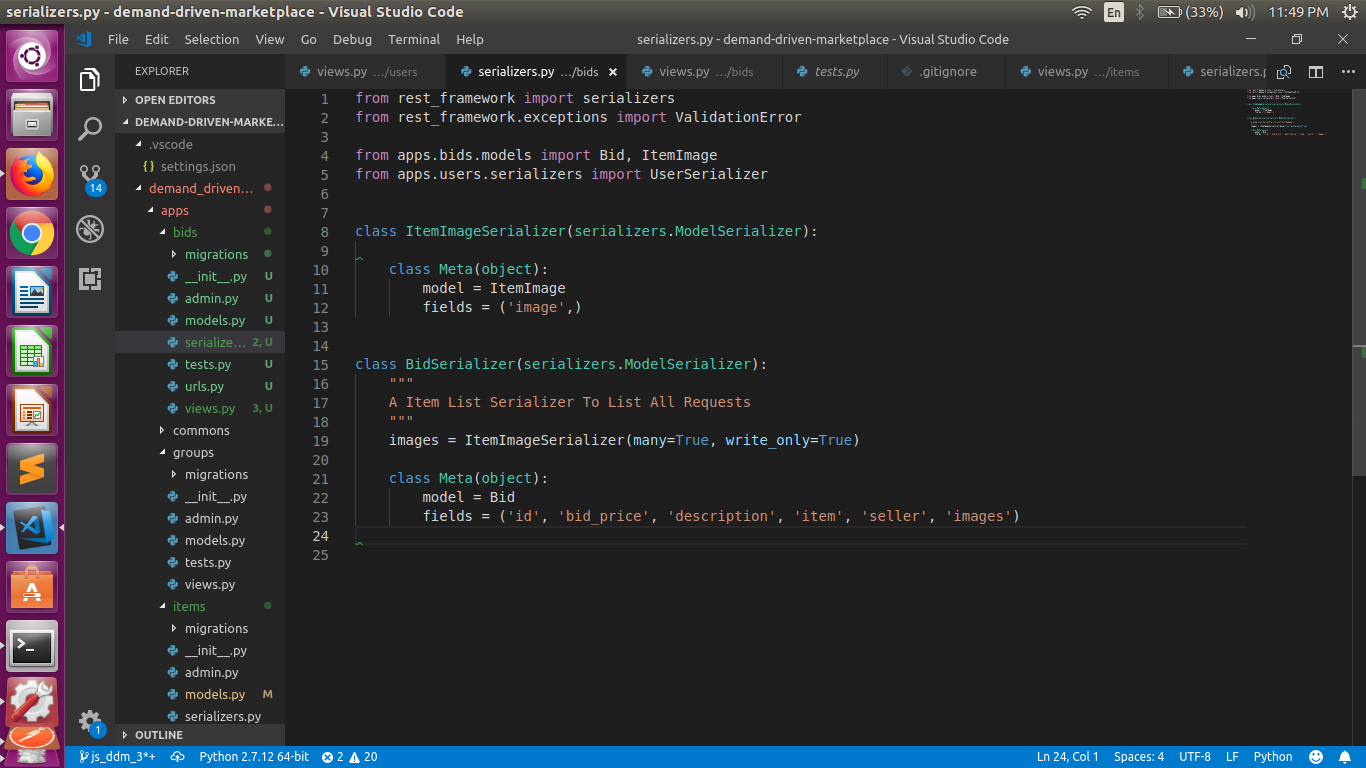 serializers.py - demand-driven-marketplace - Visual Studio Code
En
(33%)
11:49 PM
File Edit Selection View Go Debug Terminal Help
serializers.py - demand-driven-marketplace - Visual Studio Code
EXPLORER
views.py …/users
serializers.py …/bids
views.py …/bids
tests.py
.gitignore
views.py …/items
serializers.p
OPEN EDITORS
DEMAND-DRIVEN-MARKE...
.vscode
{} settings.json
demand_driven...
apps
bids
migrations
__init__.py U
admin.py U
models.py U
serialize... 2, U
tests.py U
urls.py U
views.py 3, U
commons
groups
migrations
__init__.py
admin.py
models.py
tests.py
views.py
items
migrations
__init__.py
admin.py
models.py M
serializers.py
OUTLINE
14
1
1 from rest_framework import serializers
2 from rest_framework.exceptions import ValidationError
3
4 from apps.bids.models import Bid, ItemImage
5 from apps.users.serializers import UserSerializer
6
7
8 class ItemImageSerializer(serializers.ModelSerializer):
9
10 class Meta(object):
11 model = ItemImage
12 fields = ('image',)
13
14
15 class BidSerializer(serializers.ModelSerializer):
16 """
17 A Item List Serializer To List All Requests
18 """
19 images = ItemImageSerializer(many=True, write_only=True)
20
21 class Meta(object):
22 model = Bid
23 fields = ('id', 'bid_price', 'description', 'item', 'seller', 'images')
24
25
js_ddm_3*+
Python 2.7.12 64-bit
2
20
Ln 24, Col 1
Spaces: 4
UTF-8
LF
Python